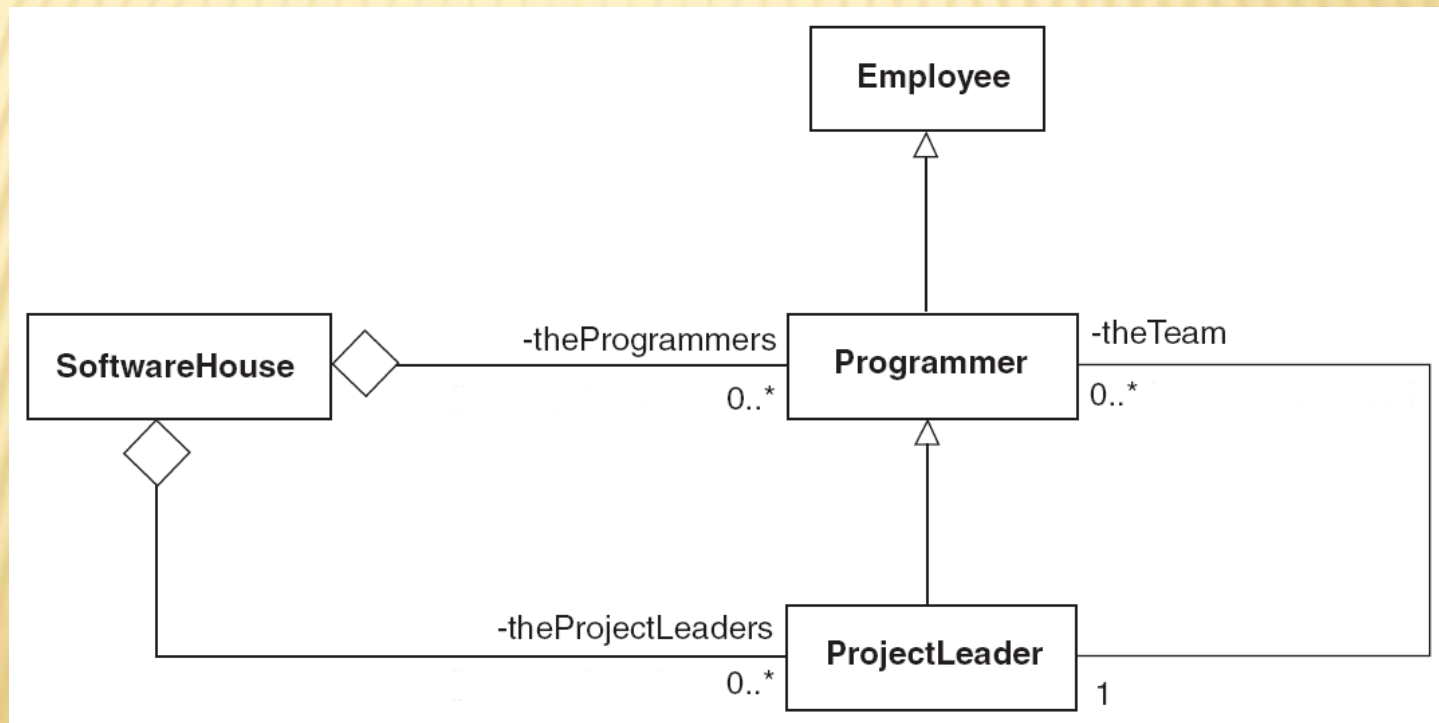 Employee
-theProgrammers
Programmer
-theTeam
SoftwareHouse
0..*
0..*
-theProjectLeaders
ProjectLeader
0..*
1